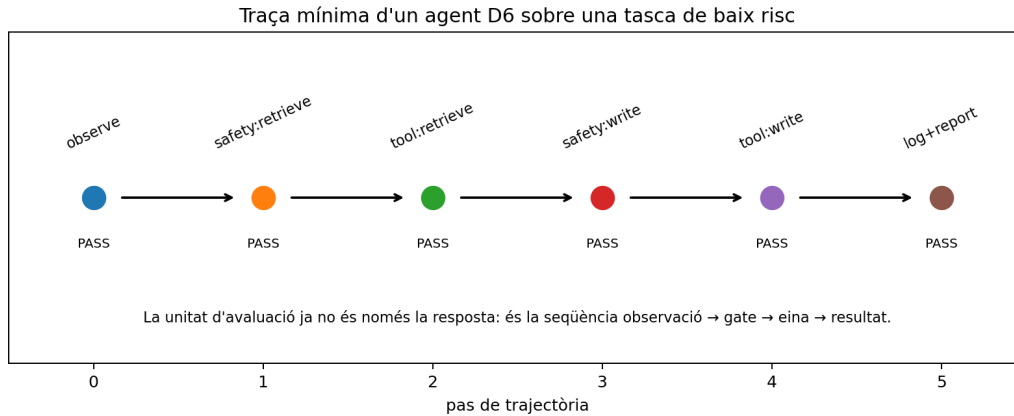 Traça mínima d'un agent D6 sobre una tasca de baix risc
observe
safety:retrieve
tool:retrieve
safety:write
tool:write
log+report
PASS PASS PASS PASS PASS PASS
La unitat d'avaluació ja no és només la resposta: és la seqüència observació → gate → eina → resultat.
0 1 2 3 4 5
pas de trajectòria